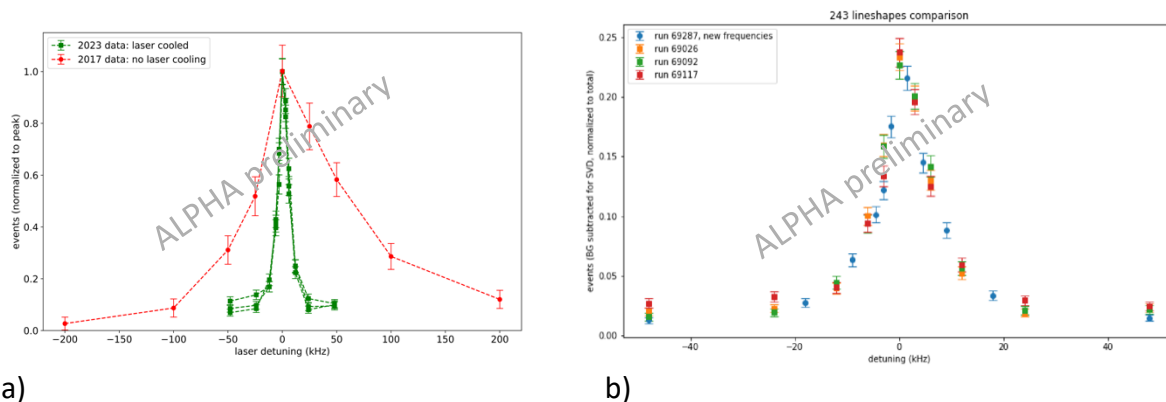 2023 data: laser cooled
2017 data: no laser cooling
ALPHA preliminary
events (normalized to peak)
1.0
0.8
0.6
0.4
0.2
0.0
−200
−150
−100
−50
0
50
100
150
200
laser detuning (kHz)
a)
243 lineshapes comparison
run 69287, new frequencies
run 69026
run 69092
run 69117
ALPHA preliminary
events (BG subtracted for SVD, normalized to total)
0.25
0.20
0.15
0.10
0.05
0.00
−40
−20
0
20
40
detuning (kHz)
b)